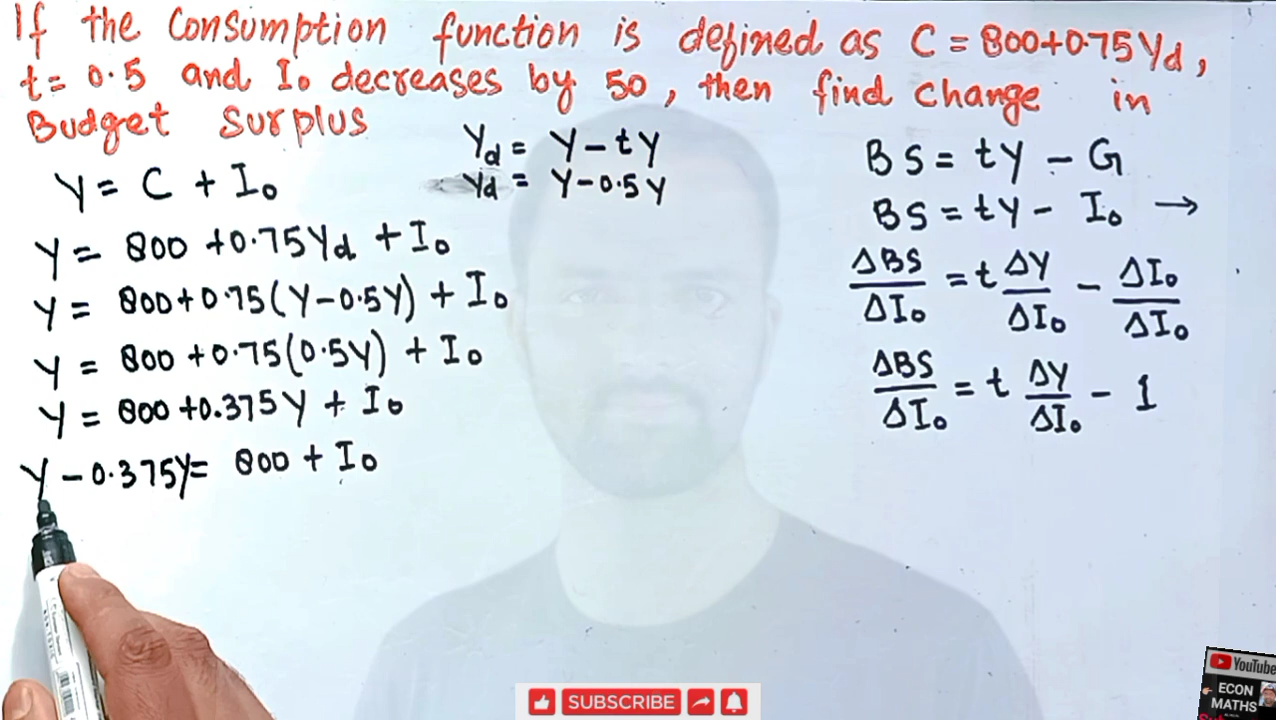 If the Consumption function is defined as C = 800+0.75Yd,
t = 0.5 and I₀ decreases by 50, then find change in
Budget Surplus
Yd = Y – tY
Yd = Y – 0.5Y
Y = C + I₀
Y = 800 + 0.75Yd + I₀
Y = 800 + 0.75(Y – 0.5Y) + I₀
Y = 800 + 0.75(0.5Y) + I₀
Y = 800 + 0.375Y + I₀
Y – 0.375Y = 800 + I₀
BS = tY – G
BS = tY – I₀ →
ΔBS/ΔI₀ = t ΔY/ΔI₀ – ΔI₀/ΔI₀
ΔBS/ΔI₀ = t ΔY/ΔI₀ – 1
SUBSCRIBE
YouTube
ECON
MATHS